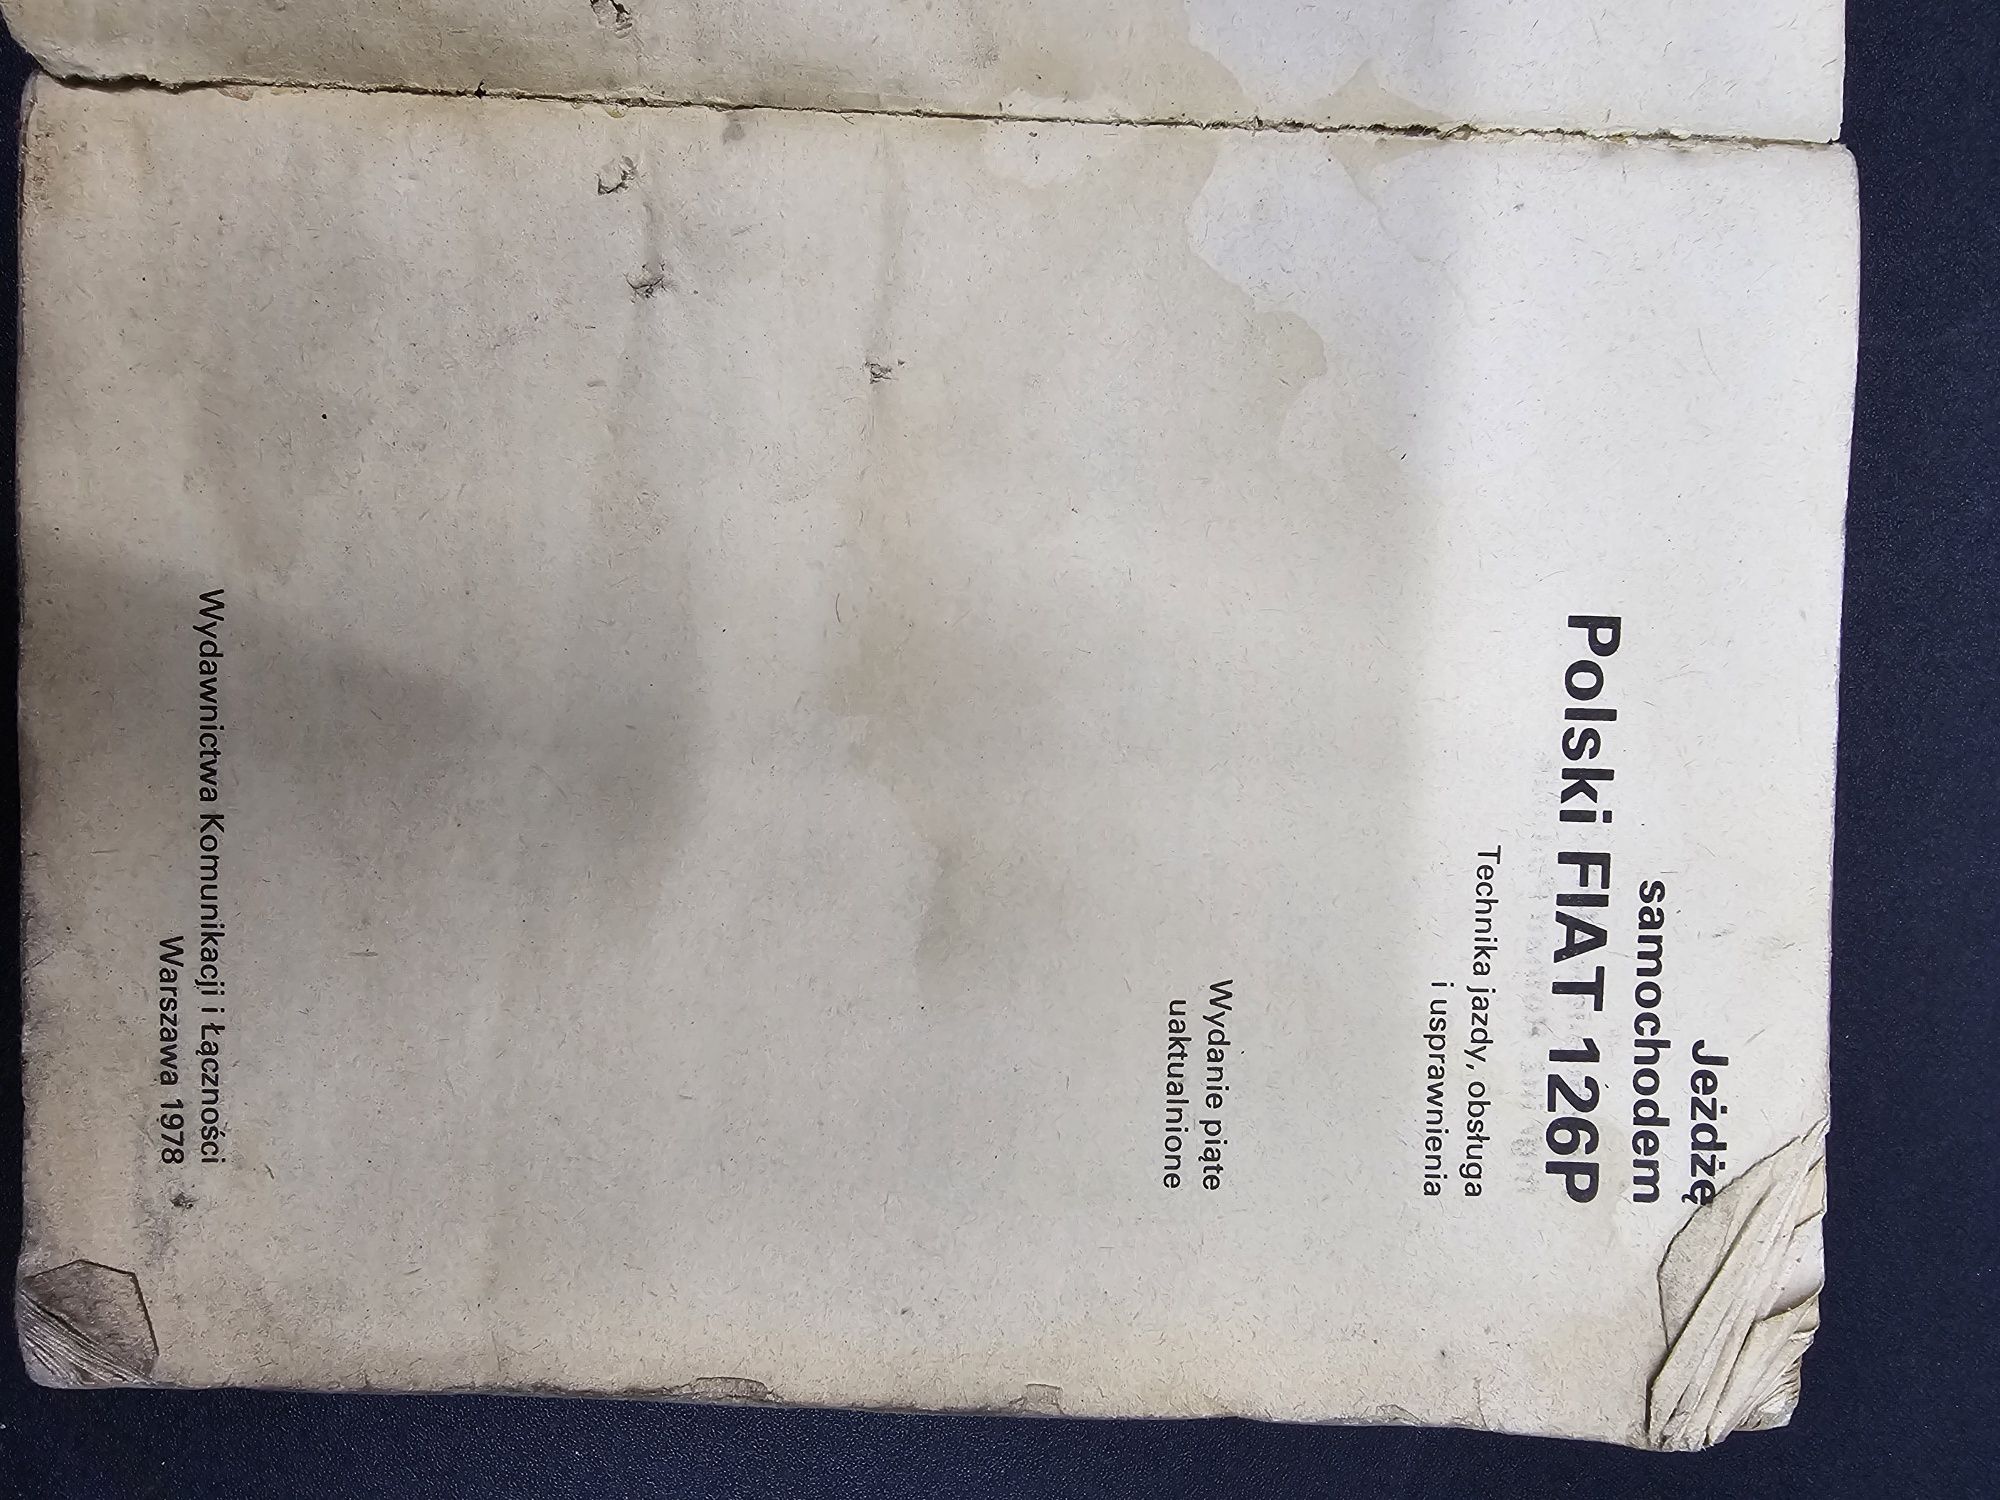 Jeżdżę
samochodem
Polski FIAT 126P
Technika jazdy, obsługa
i usprawnienia
Wydanie piąte
uaktualnione
Wydawnictwa Komunikacji i Łączności
Warszawa 1978